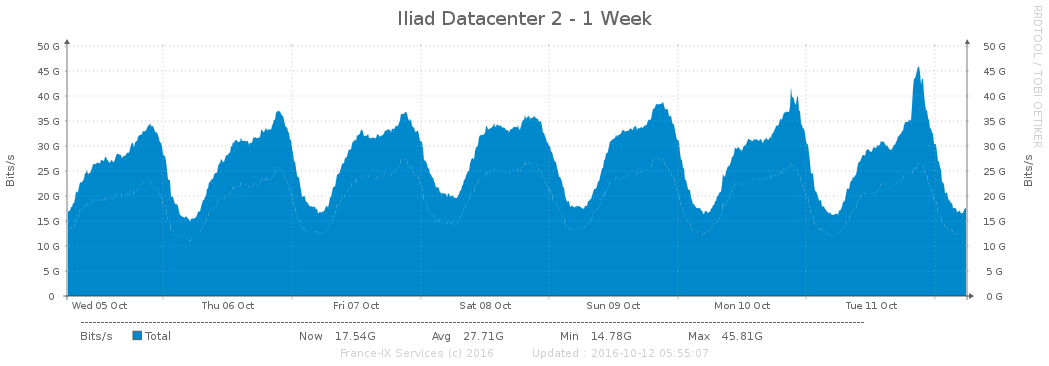 Iliad Datacenter 2 - 1 Week
RRDTOOL / TOBI OETIKER
Bits/s
50 G 50 G
45 G 45 G
40 G 40 G
35 G 35 G
30 G 30 G
25 G 25 G
20 G 20 G
15 G 15 G
10 G 10 G
5 G 5 G
0 0 G
Bits/s
Wed 05 Oct Thu 06 Oct Fri 07 Oct Sat 08 Oct Sun 09 Oct Mon 10 Oct Tue 11 Oct
Bits/s Total Now 17.54G Avg 27.71G Min 14.78G Max 45.81G
France-IX Services (c) 2016 Updated : 2016-10-12 05:55:07